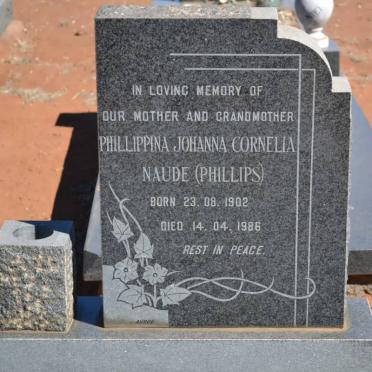 IN LOVING MEMORY OF
OUR MOTHER AND GRANDMOTHER
PHILLIPPINA JOHANNA CORNELIA
NAUDE (PHILLIPS)
BORN 23. 08. 1902
DIED 14. 04. 1986
REST IN PEACE.